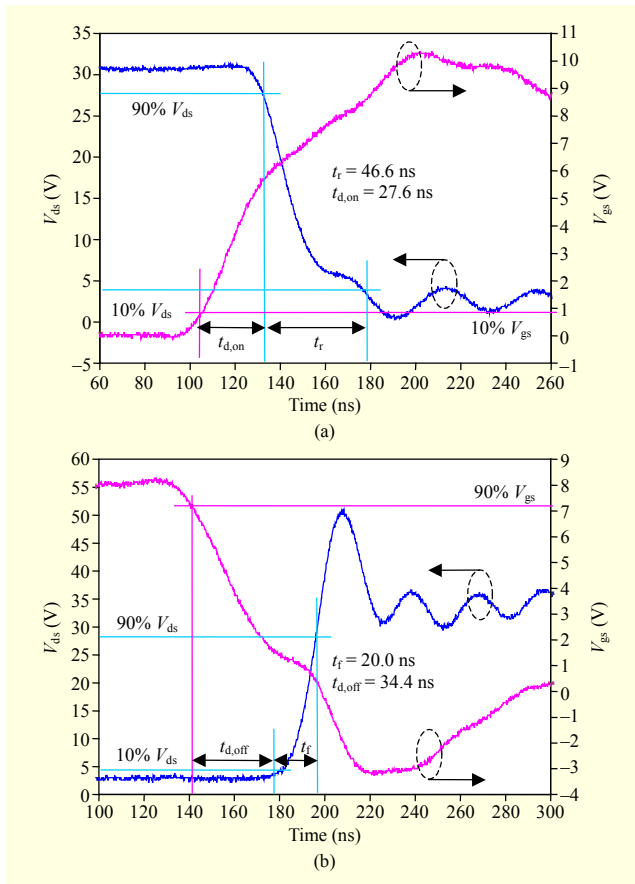 35
30
25
20
15
10
5
0
−5
V_ds (V)
11
10
9
8
7
6
5
4
3
2
1
0
−1
V_gs (V)
90% V_ds
t_r = 46.6 ns
t_d,on = 27.6 ns
10% V_ds
10% V_gs
t_d,on
t_r
60 80 100 120 140 160 180 200 220 240 260
Time (ns)
(a)
60
55
50
45
40
35
30
25
20
15
10
5
0
V_ds (V)
9
8
7
6
5
4
3
2
1
0
−1
−2
−3
−4
V_gs (V)
90% V_gs
90% V_ds
t_f = 20.0 ns
t_d,off = 34.4 ns
10% V_ds
t_d,off
t_f
100 120 140 160 180 200 220 240 260 280 300
Time (ns)
(b)